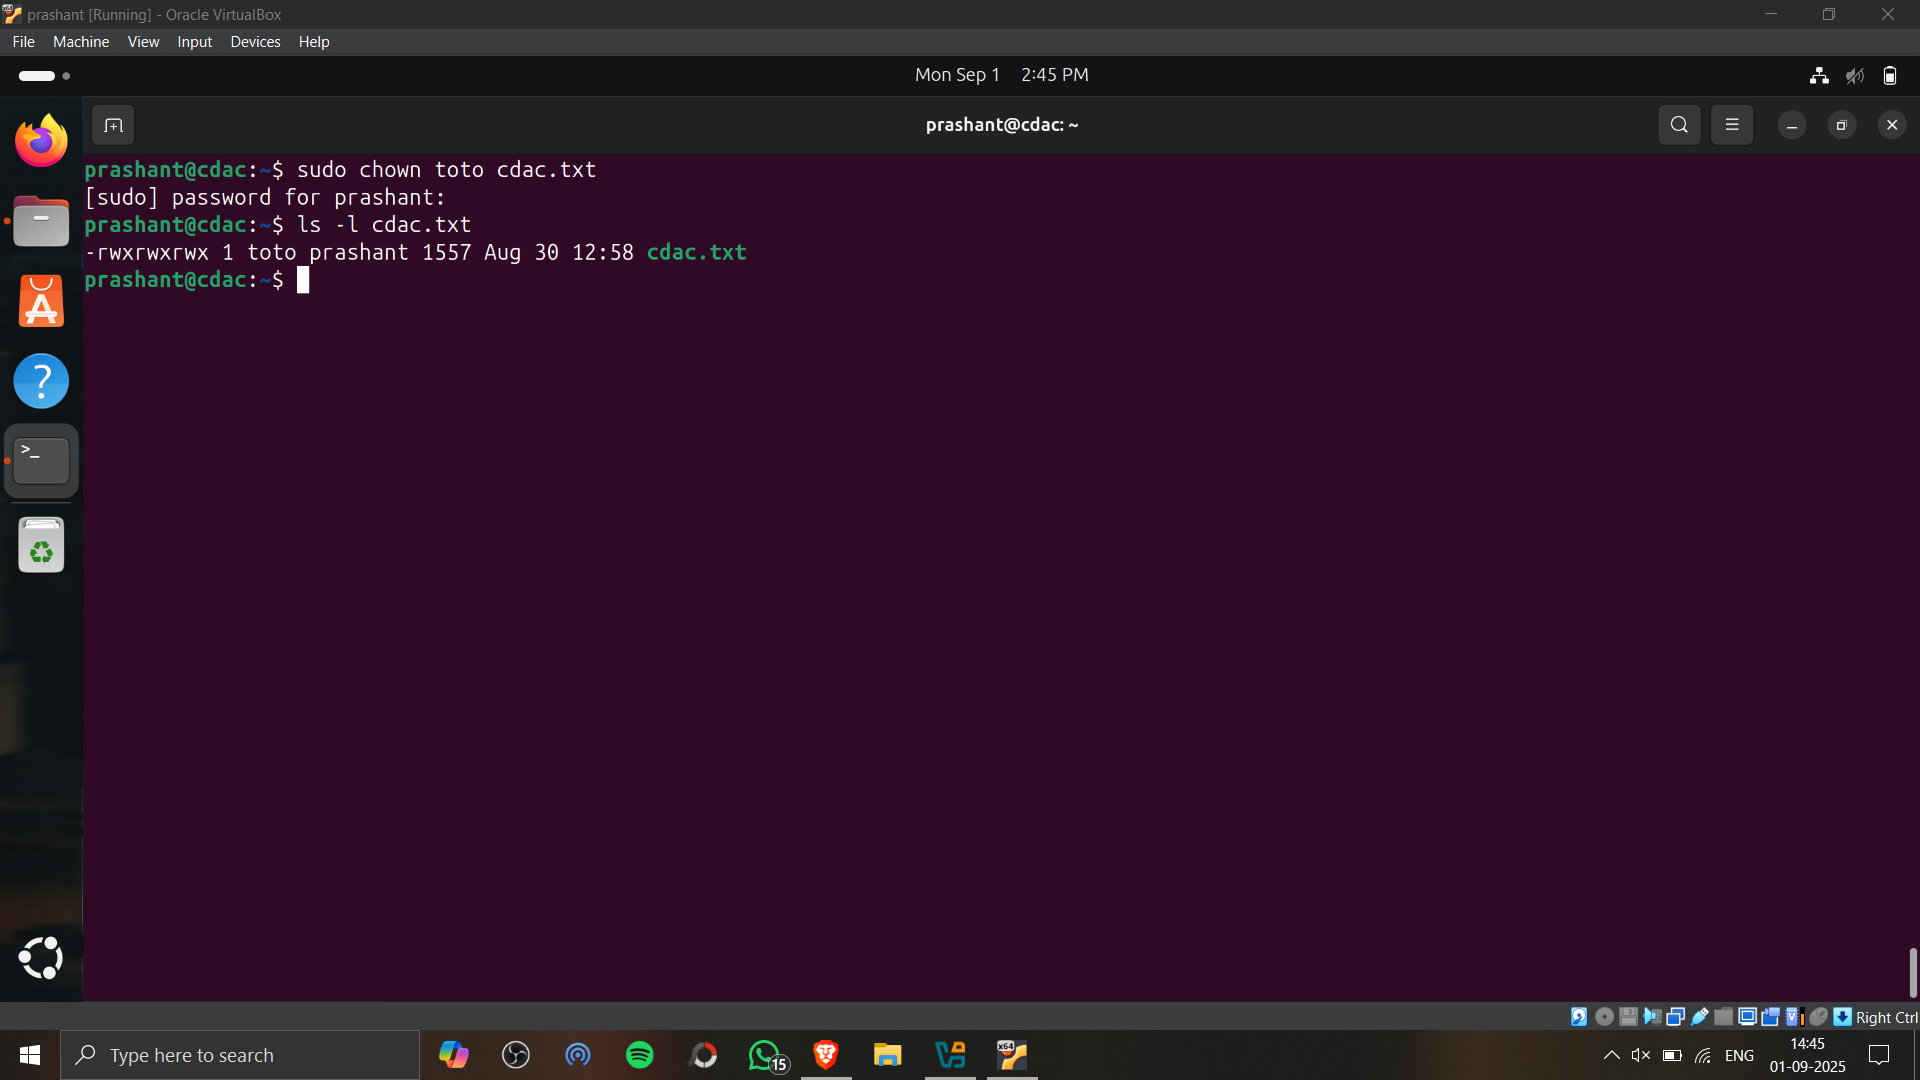 prashant [Running] - Oracle VirtualBox
File Machine View Input Devices Help
Mon Sep 1 2:45 PM
prashant@cdac: ~
prashant@cdac:~$ sudo chown toto cdac.txt
[sudo] password for prashant:
prashant@cdac:~$ ls -l cdac.txt
-rwxrwxrwx 1 toto prashant 1557 Aug 30 12:58 cdac.txt
prashant@cdac:~$
Right Ctrl
Type here to search
15
x64
ENG
14:45
01-09-2025